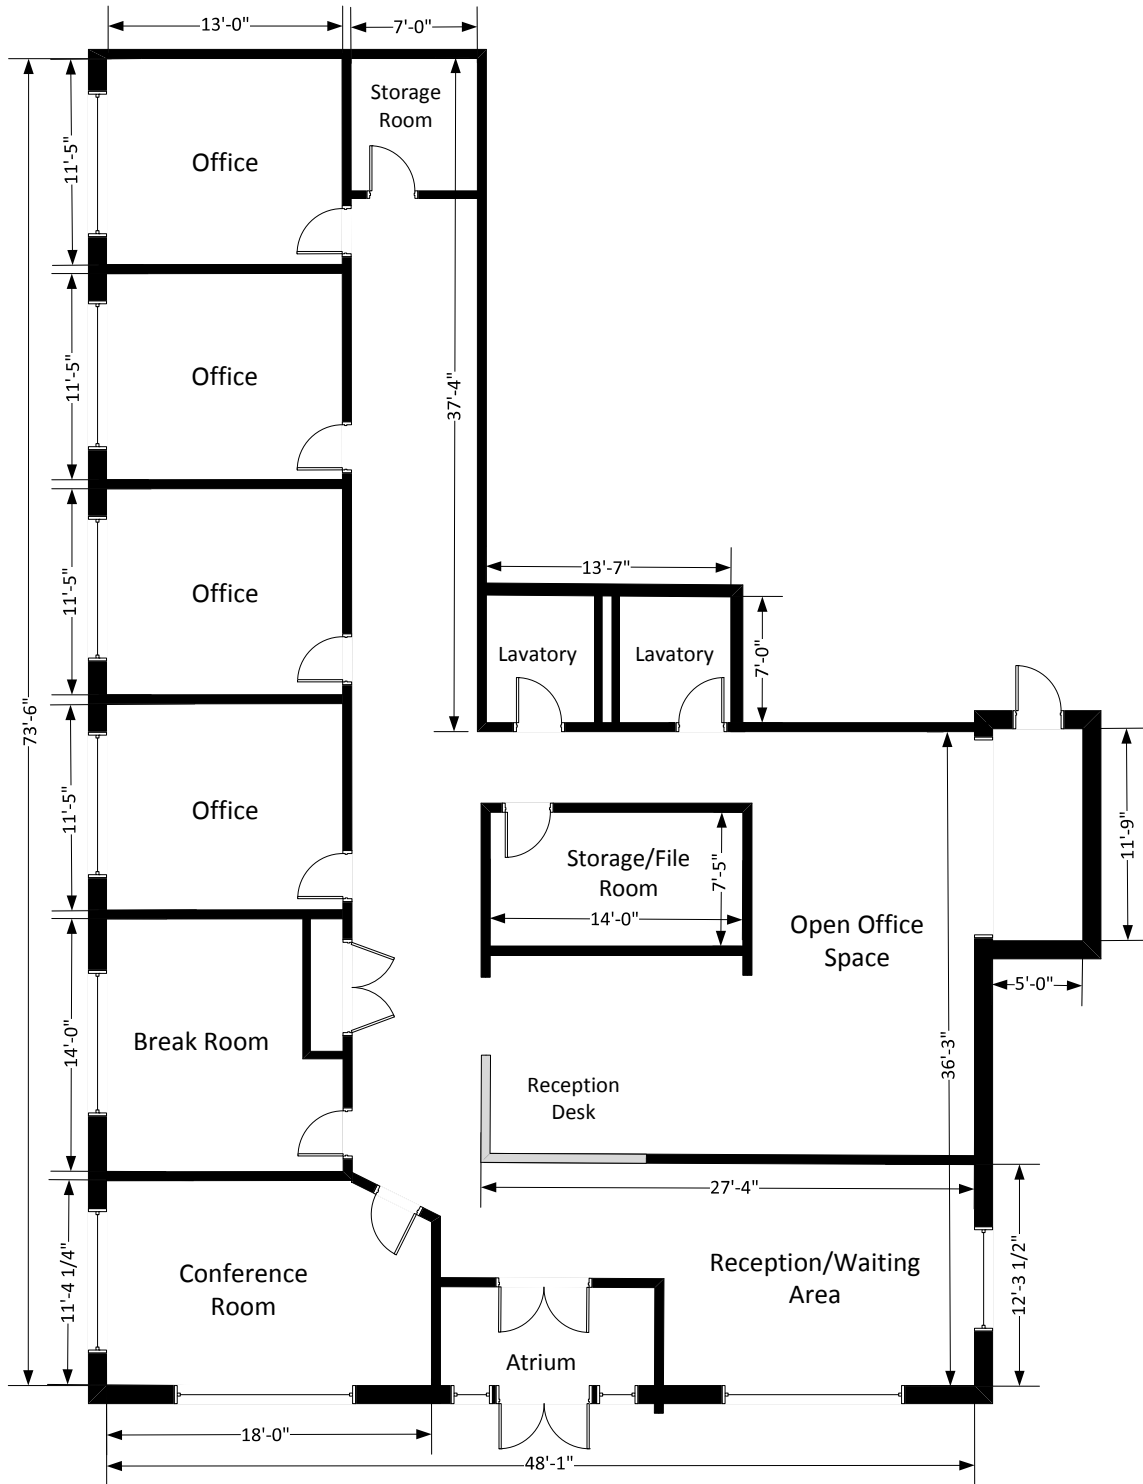 13'-0"
7'-0"
Storage
Room
11'-5"
Office
11'-5"
Office
37'-4"
11'-5"
Office
13'-7"
Lavatory
Lavatory
7'-0"
73'-6"
11'-5"
Office
Storage/File
Room
7'-5"
14'-0"
11'-9"
Open Office
Space
5'-0"
14'-0"
Break Room
36'-3"
Reception
Desk
27'-4"
11'-4 1/4"
Conference
Room
Reception/Waiting
Area
12'-3 1/2"
Atrium
18'-0"
48'-1"